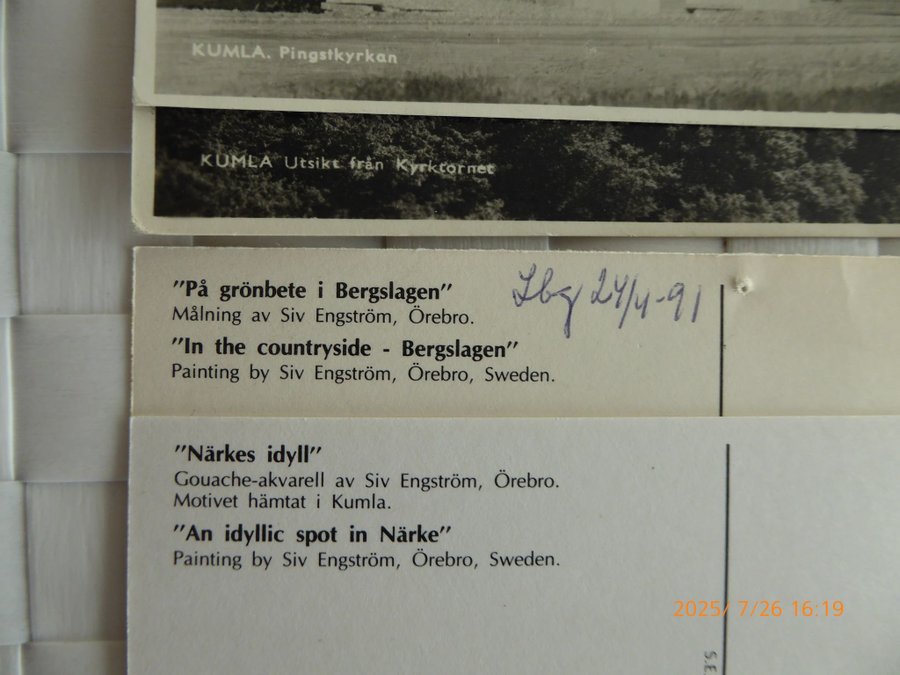 KUMLA. Pingstkyrkan
KUMLA Utsikt från Kyrktornet
"På grönbete i Bergslagen"
Målning av Siv Engström, Örebro.
"In the countryside - Bergslagen"
Painting by Siv Engström, Örebro, Sweden.
Lbg 24/4-91
"Närkes idyll"
Gouache-akvarell av Siv Engström, Örebro.
Motivet hämtat i Kumla.
"An idyllic spot in Närke"
Painting by Siv Engström, Örebro, Sweden.
2025/ 7/26 16:19